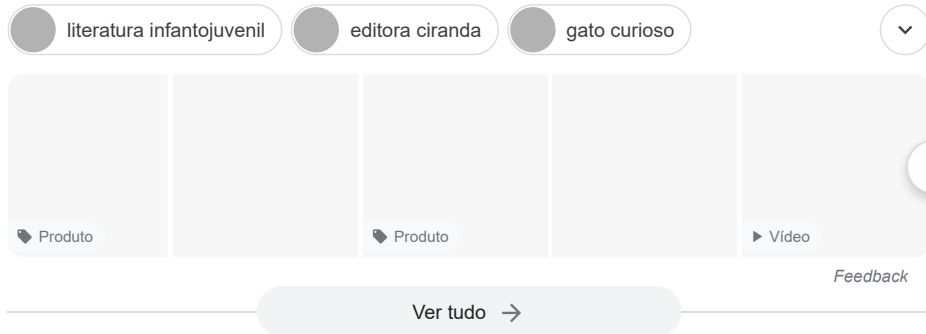 literatura infantojuvenil editora ciranda gato curioso
Produto Produto Vídeo
Feedback
Ver tudo